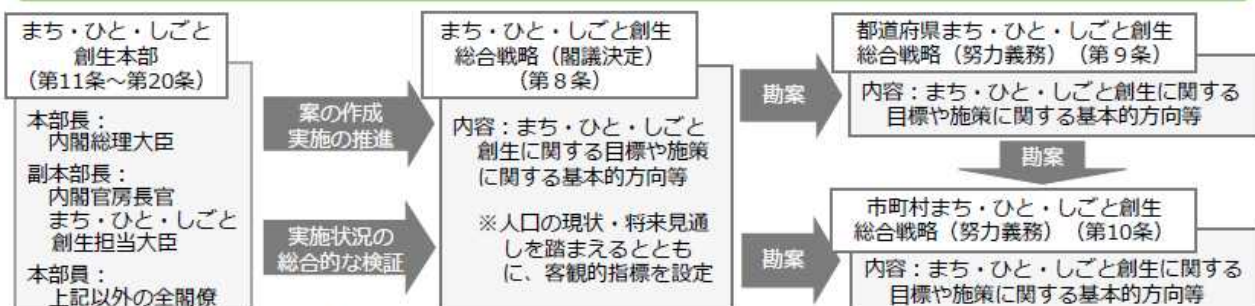 まち・ひと・しごと
創生本部
(第11条～第20条)
本部長：
内閣総理大臣
副本部長：
内閣官房長官
まち・ひと・しごと
創生担当大臣
本部員：
上記以外の全閣僚
案の作成
実施の推進
実施状況の
総合的な検証
まち・ひと・しごと創生
総合戦略（閣議決定）
(第８条)
内容：まち・ひと・しごと
創生に関する目標や施策
に関する基本的方向等
※人口の現状・将来見通
しを踏まえるととも
に、客観的指標を設定
勘案
勘案
都道府県まち・ひと・しごと創生
総合戦略（努力義務）（第９条）
内容：まち・ひと・しごと創生に関する
目標や施策に関する基本的方向等
勘案
市町村まち・ひと・しごと創生
総合戦略（努力義務）（第10条）
内容：まち・ひと・しごと創生に関する
目標や施策に関する基本的方向等